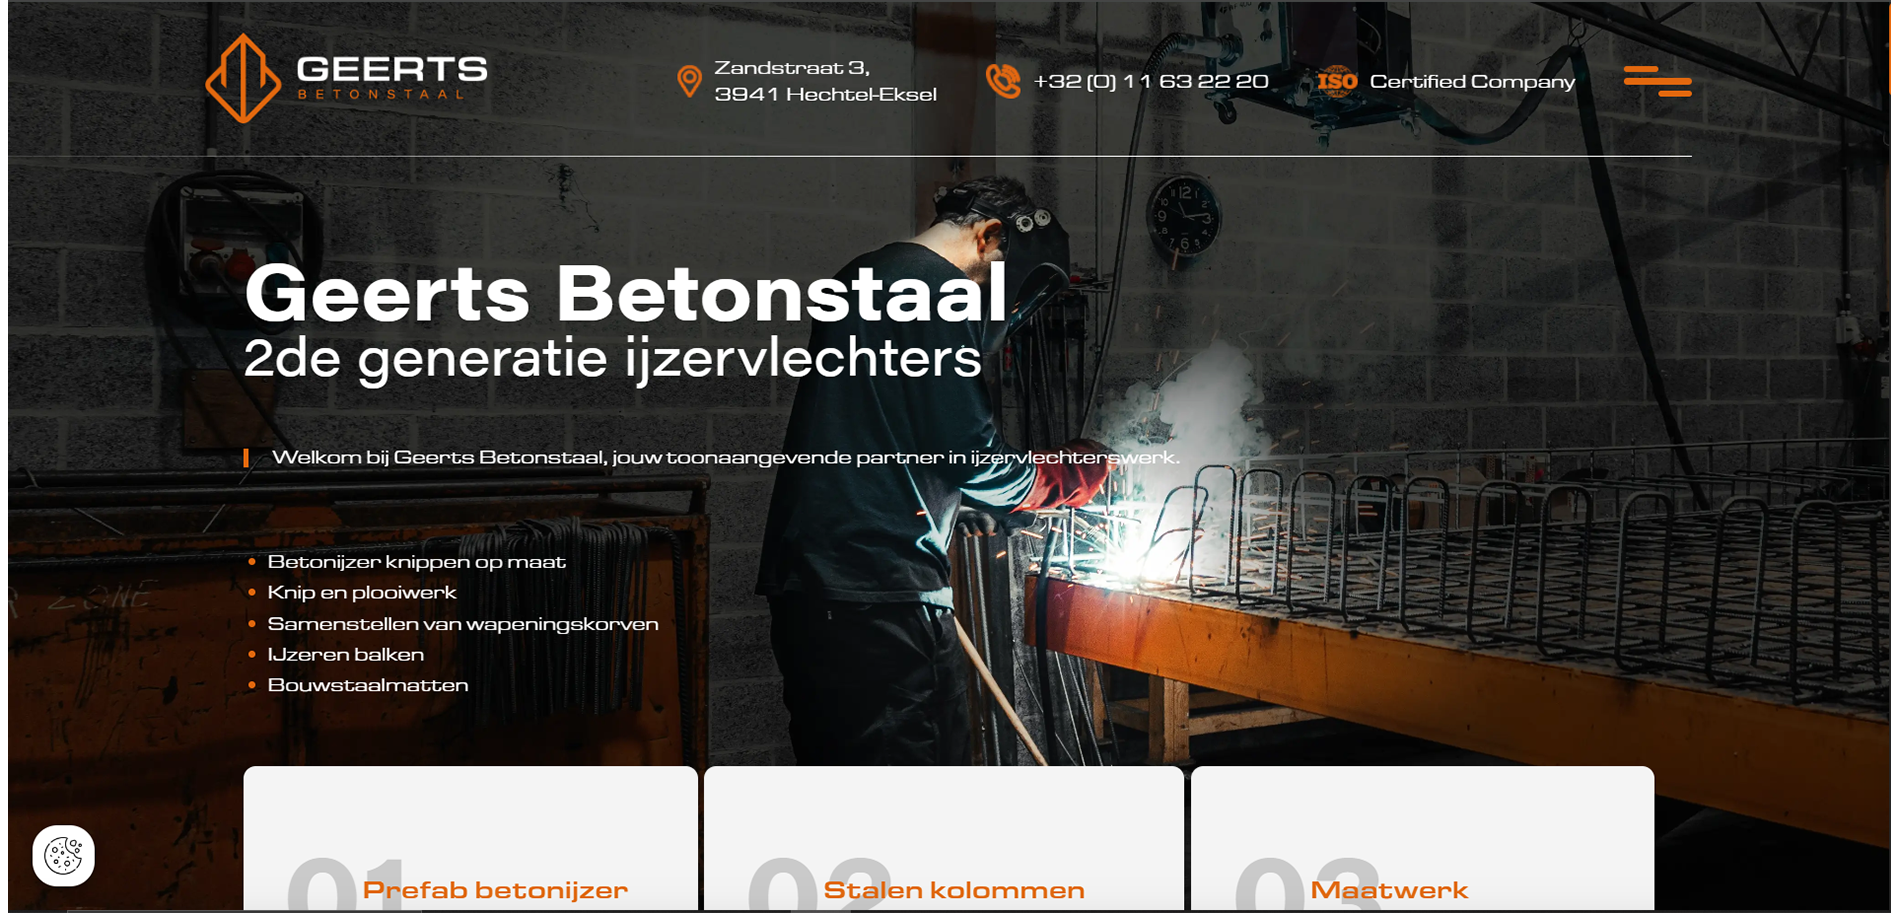 GEERTS
BETONSTAAL
Zandstraat 3,
3941 Hechtel-Eksel
+32 (0) 11 63 22 20
ISO
Certified Company
Geerts Betonstaal
2de generatie ijzervlechters
Welkom bij Geerts Betonstaal, jouw toonaangevende partner in ijzervlechterswerk.
Betonijzer knippen op maat
Knip en plooiwerk
Samenstellen van wapeningskorven
IJzeren balken
Bouwstaalmatten
ZONE
01
Prefab betonijzer
02
Stalen kolommen
03
Maatwerk